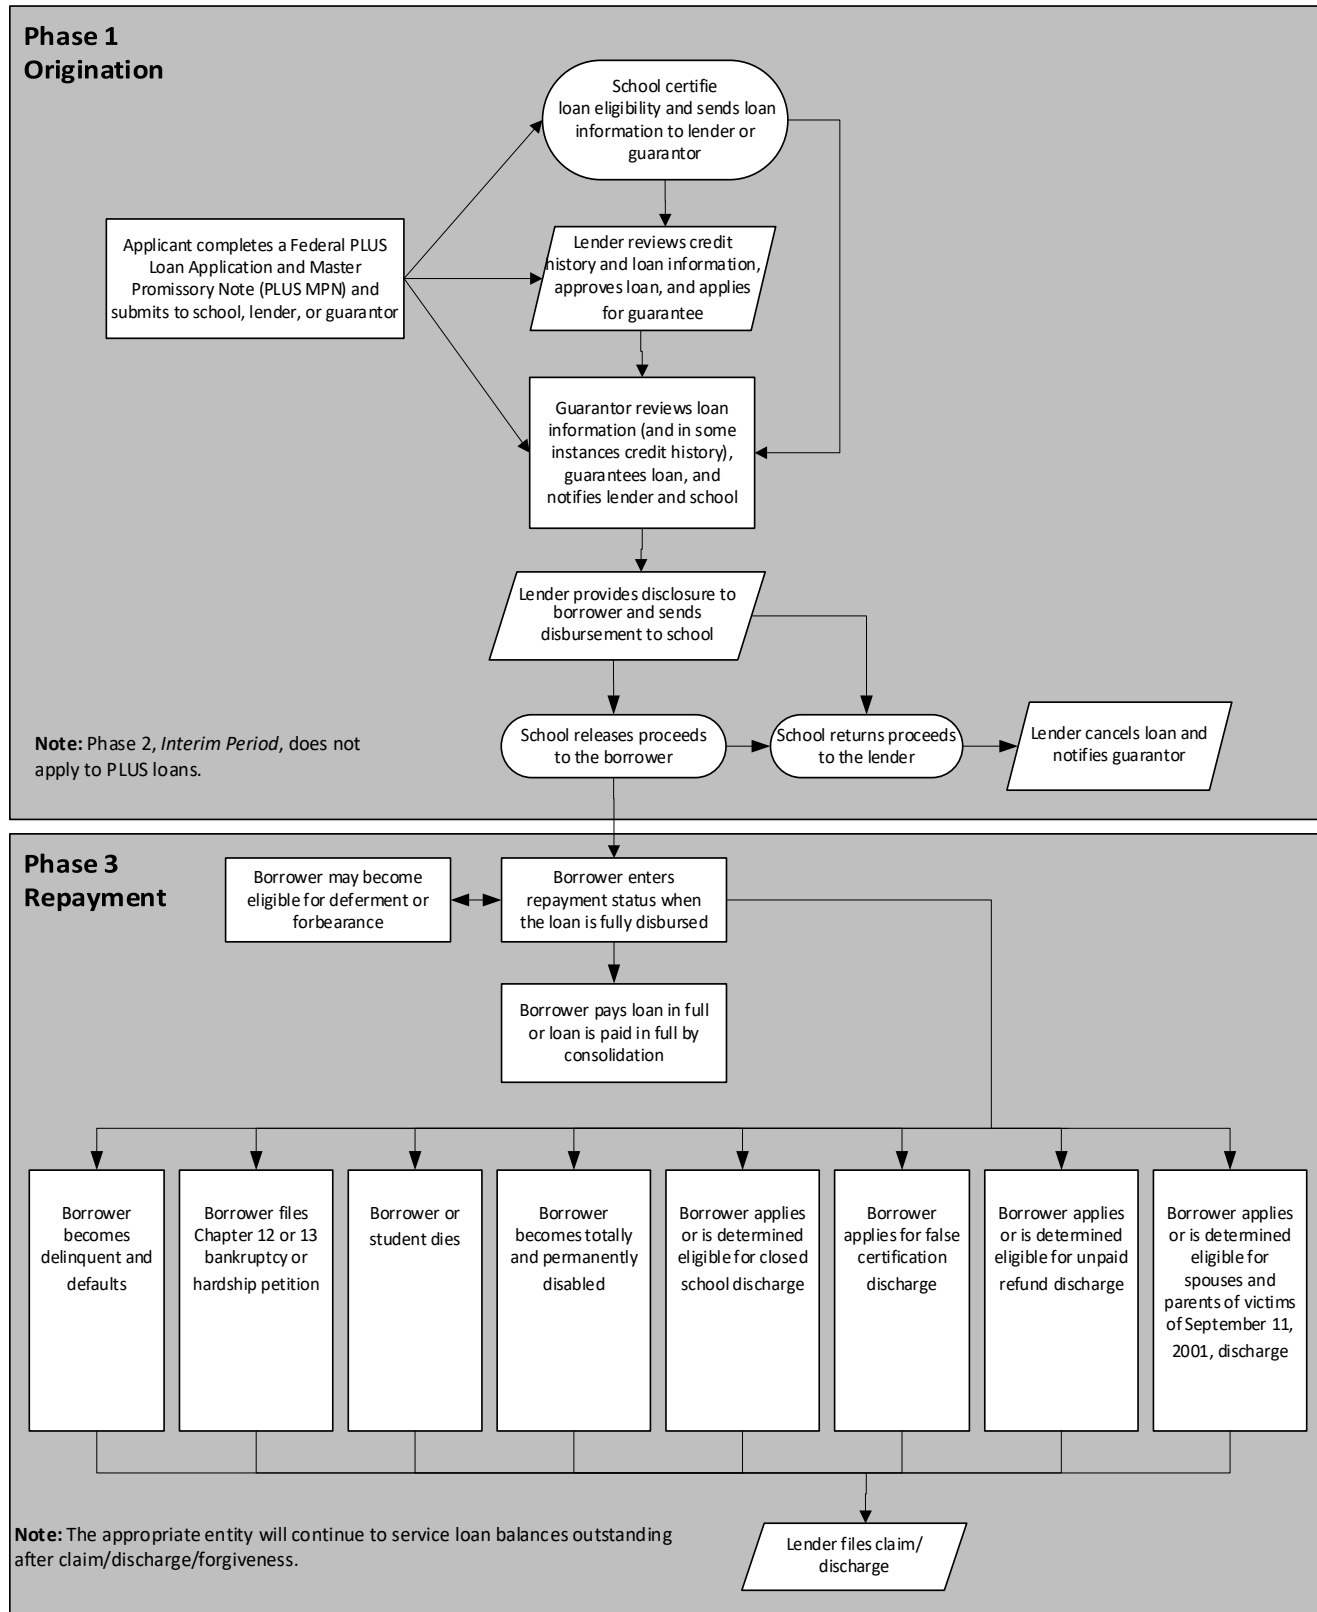 Phase 1
Origination
School certifie
loan eligibility and sends loan
information to lender or
guarantor
Applicant completes a Federal PLUS
Loan Application and Master
Promissory Note (PLUS MPN) and
submits to school, lender, or guarantor
Lender reviews credit
history and loan information,
approves loan, and applies
for guarantee
Guarantor reviews loan
information (and in some
instances credit history),
guarantees loan, and
notifies lender and school
Lender provides disclosure to
borrower and sends
disbursement to school
School releases proceeds
to the borrower
School returns proceeds
to the lender
Lender cancels loan and
notifies guarantor
Note: Phase 2, Interim Period, does not
apply to PLUS loans.
Phase 3
Repayment
Borrower may become
eligible for deferment or
forbearance
Borrower enters
repayment status when
the loan is fully disbursed
Borrower pays loan in full
or loan is paid in full by
consolidation
Borrower
becomes
delinquent and
defaults
Borrower files
Chapter 12 or 13
bankruptcy or
hardship petition
Borrower or
student dies
Borrower
becomes totally
and permanently
disabled
Borrower applies
or is determined
eligible for closed
school discharge
Borrower
applies for false
certification
discharge
Borrower applies
or is determined
eligible for unpaid
refund discharge
Borrower applies
or is determined
eligible for
spouses and
parents of victims
of September 11,
2001, discharge
Note: The appropriate entity will continue to service loan balances outstanding
after claim/discharge/forgiveness.
Lender files claim/
discharge